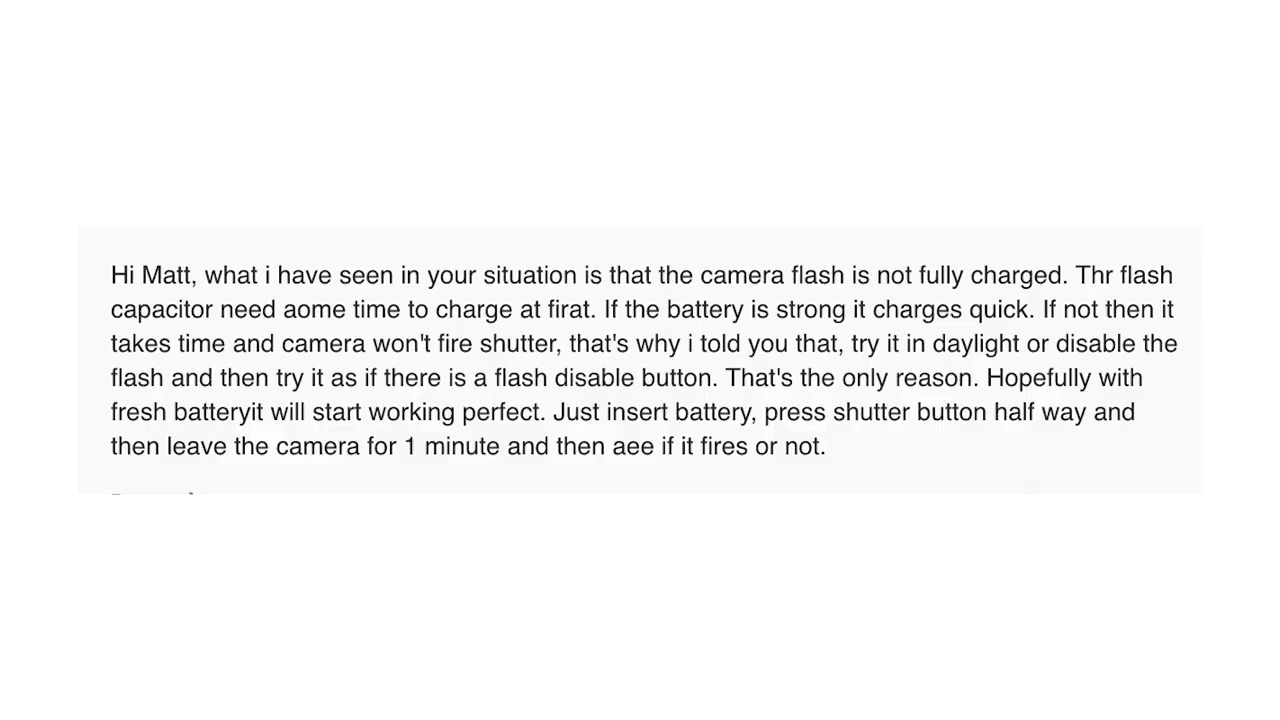 Hi Matt, what i have seen in your situation is that the camera flash is not fully charged. Thr flash
capacitor need aome time to charge at firat. If the battery is strong it charges quick. If not then it
takes time and camera won't fire shutter, that's why i told you that, try it in daylight or disable the
flash and then try it as if there is a flash disable button. That's the only reason. Hopefully with
fresh batteryit will start working perfect. Just insert battery, press shutter button half way and
then leave the camera for 1 minute and then aee if it fires or not.